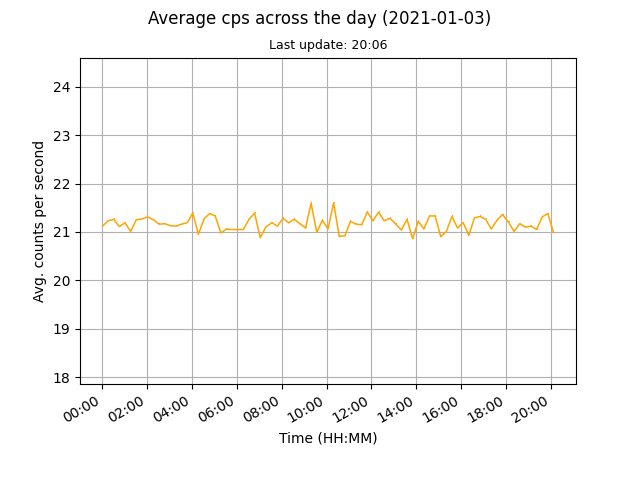 Average cps across the day (2021-01-03)
Last update: 20:06
24
23
22
21
20
19
18
Avg. counts per second
00:00 02:00 04:00 06:00 08:00 10:00 12:00 14:00 16:00 18:00 20:00
Time (HH:MM)